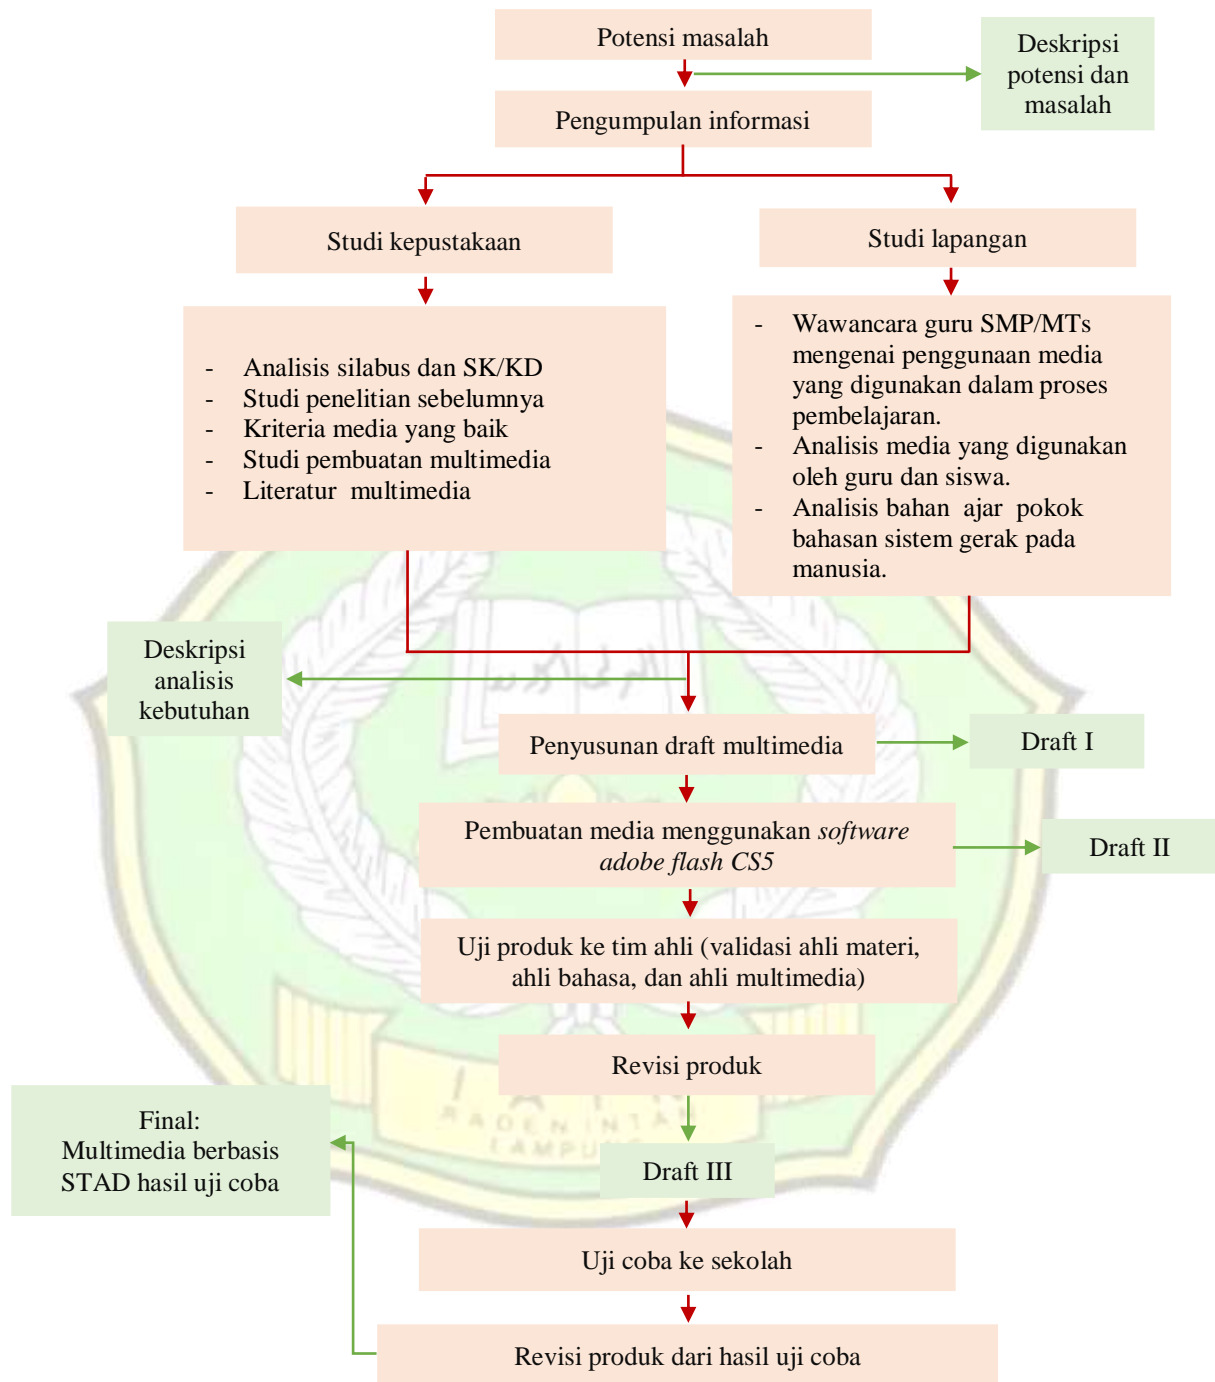 Potensi masalah
Deskripsi
potensi dan
masalah
Pengumpulan informasi
Studi kepustakaan
Studi lapangan
- Analisis silabus dan SK/KD
- Studi penelitian sebelumnya
- Kriteria media yang baik
- Studi pembuatan multimedia
- Literatur multimedia
- Wawancara guru SMP/MTs
mengenai penggunaan media
yang digunakan dalam proses
pembelajaran.
- Analisis media yang digunakan
oleh guru dan siswa.
- Analisis bahan ajar pokok
bahasan sistem gerak pada
manusia.
Deskripsi
analisis
kebutuhan
Penyusunan draft multimedia
Draft I
Pembuatan media menggunakan software
adobe flash CS5
Draft II
Uji produk ke tim ahli (validasi ahli materi,
ahli bahasa, dan ahli multimedia)
Revisi produk
RADEN INTAN
LAMPUNG
Final:
Multimedia berbasis
STAD hasil uji coba
Draft III
Uji coba ke sekolah
Revisi produk dari hasil uji coba